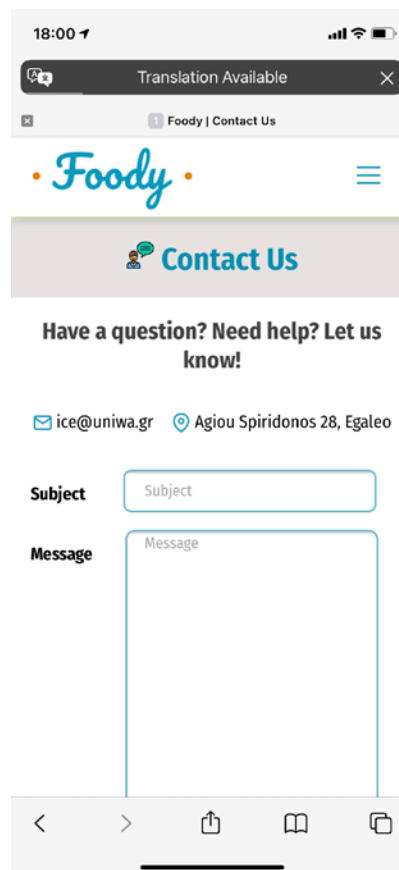 18:00
Translation Available
1 Foody | Contact Us
Foody
Contact Us
Have a question? Need help? Let us
know!
ice@uniwa.gr Agiou Spiridonos 28, Egaleo
Subject Subject
Message Message